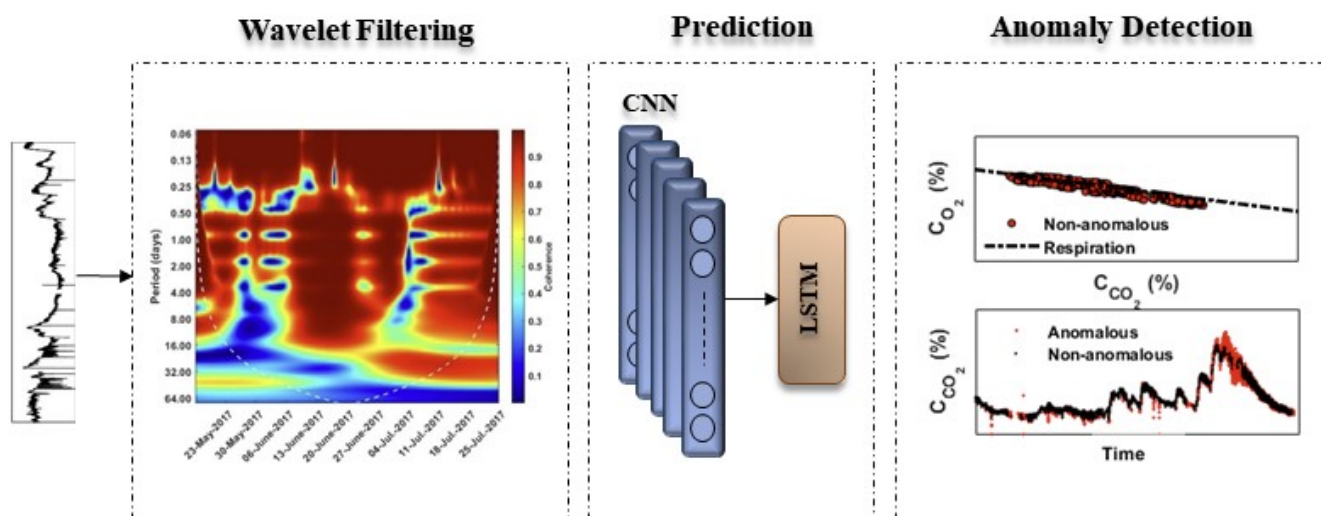 Wavelet Filtering
Prediction
Anomaly Detection
0.06
0.13
0.25
0.50
1.00
2.00
4.00
8.00
16.00
32.00
64.00
Period (days)
23-May-2017
30-May-2017
06-June-2017
13-June-2017
20-June-2017
27-June-2017
04-Jul.-2017
11-Jul-2017
18-Jul-2017
25-Jul-2017
0.9
0.8
0.7
0.6
0.5
0.4
0.3
0.2
0.1
Coherence
CNN
LSTM
C_O2 (%)
Non-anomalous
Respiration
C_CO2 (%)
C_CO2 (%)
Anomalous
Non-anomalous
Time